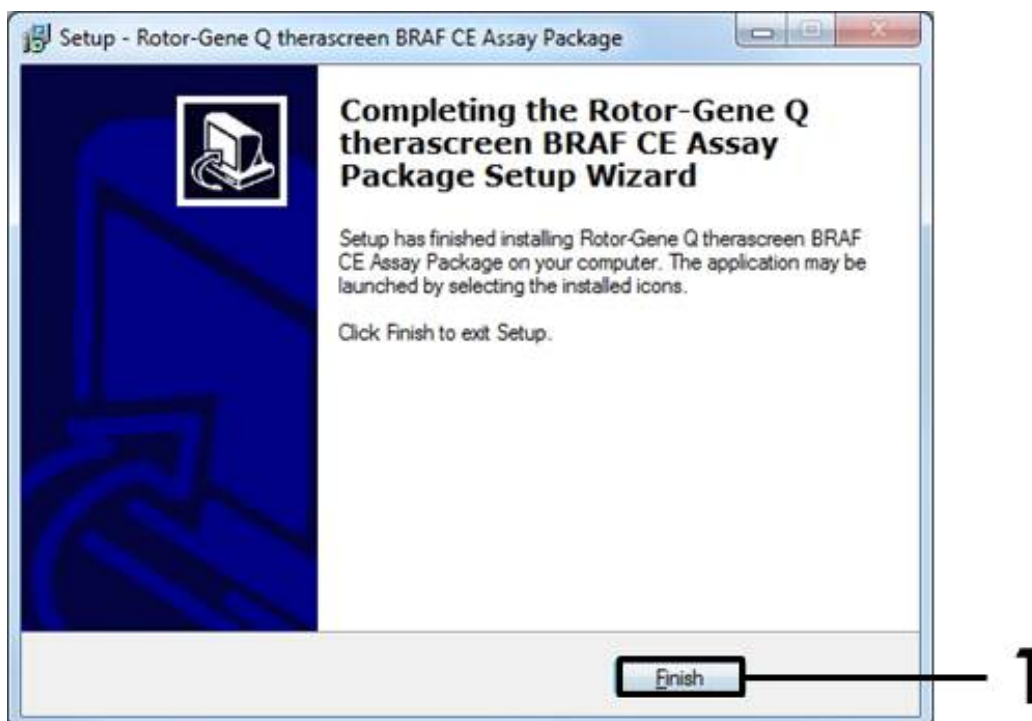 Setup - Rotor-Gene Q therascreen BRAF CE Assay Package
Completing the Rotor-Gene Q
therascreen BRAF CE Assay
Package Setup Wizard
Setup has finished installing Rotor-Gene Q therascreen BRAF
CE Assay Package on your computer. The application may be
launched by selecting the installed icons.
Click Finish to exit Setup.
Finish
1